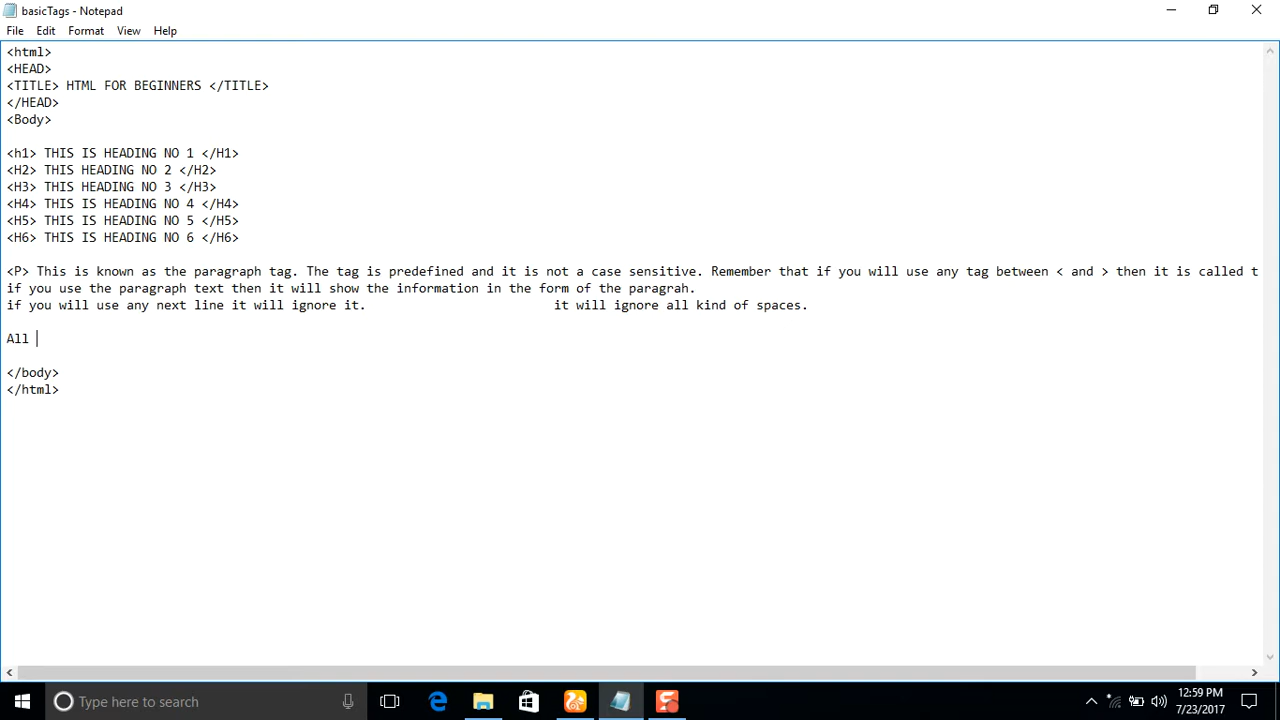 basicTags - Notepad
File Edit Format View Help
<html>
<HEAD>
<TITLE> HTML FOR BEGINNERS </TITLE>
</HEAD>
<Body>
<h1> THIS IS HEADING NO 1 </H1>
<H2> THIS HEADING NO 2 </H2>
<H3> THIS HEADING NO 3 </H3>
<H4> THIS IS HEADING NO 4 </H4>
<H5> THIS IS HEADING NO 5 </H5>
<H6> THIS IS HEADING NO 6 </H6>
<P> This is known as the paragraph tag. The tag is predefined and it is not a case sensitive. Remember that if you will use any tag between < and > then it is called t
if you use the paragraph text then it will show the information in the form of the paragrah.
if you will use any next line it will ignore it. it will ignore all kind of spaces.
All
</body>
</html>
Type here to search
12:59 PM
7/23/2017